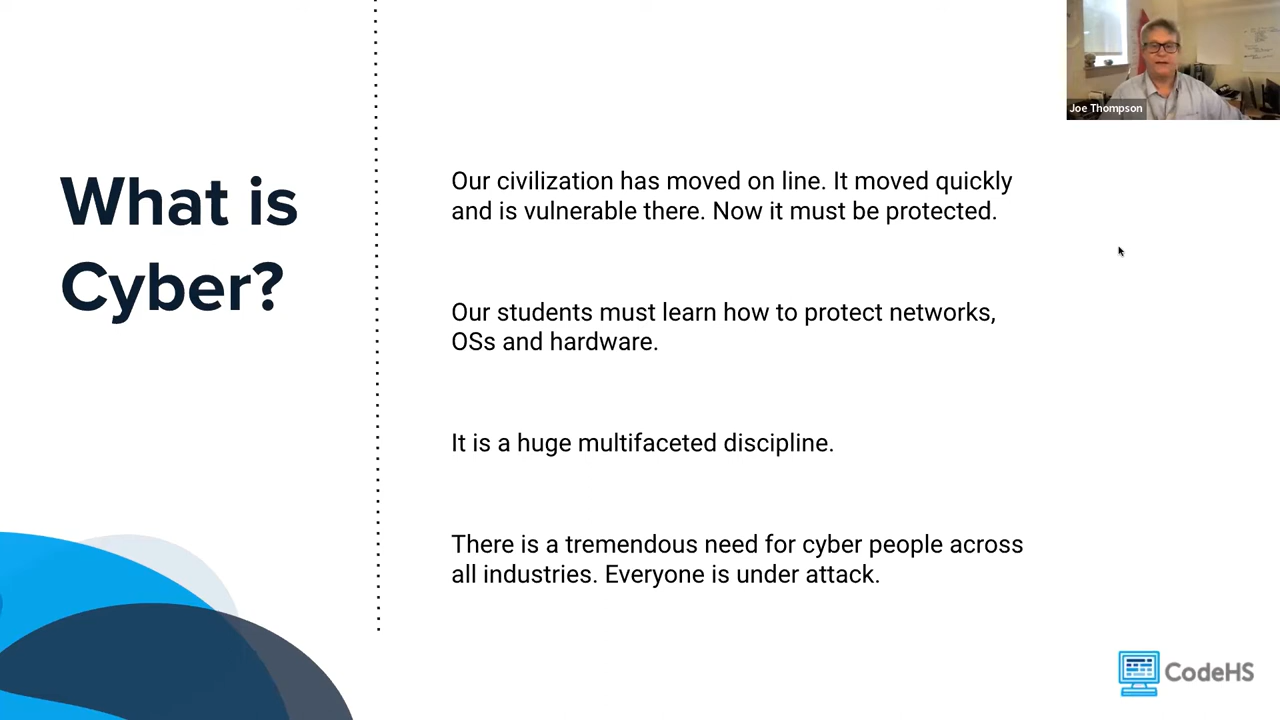 What is
Cyber?
Our civilization has moved on line. It moved quickly
and is vulnerable there. Now it must be protected.
Our students must learn how to protect networks,
OSs and hardware.
It is a huge multifaceted discipline.
There is a tremendous need for cyber people across
all industries. Everyone is under attack.
Joe Thompson
CodeHS